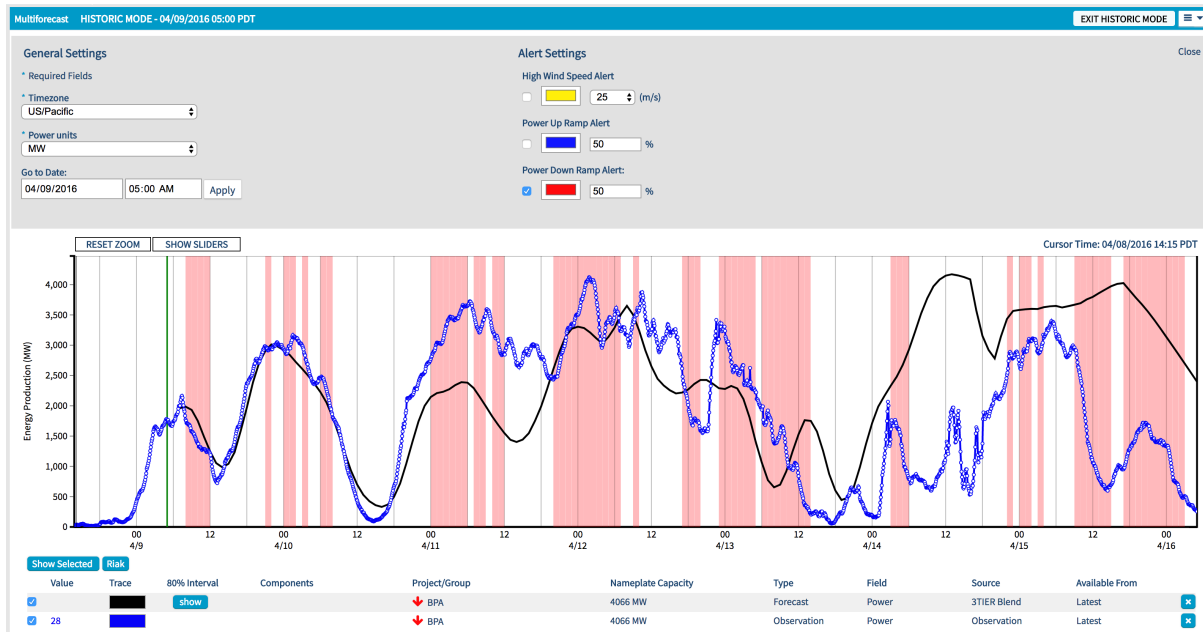 Multiforecast HISTORIC MODE - 04/09/2016 05:00 PDT EXIT HISTORIC MODE
General Settings Alert Settings Close
* Required Fields High Wind Speed Alert
* Timezone
US/Pacific 25 (m/s)
Power Up Ramp Alert
* Power units
MW 50 %
Go to Date: Power Down Ramp Alert:
04/09/2016 05:00 AM Apply 50 %
RESET ZOOM SHOW SLIDERS Cursor Time: 04/08/2016 14:15 PDT
Energy Production (MW)
4,000
3,500
3,000
2,500
2,000
1,500
1,000
500
0
00 12 00 12 00 12 00 12 00 12 00 12 00 12 00
4/9 4/10 4/11 4/12 4/13 4/14 4/15 4/16
Show Selected Riak
Value Trace 80% Interval Components Project/Group Nameplate Capacity Type Field Source Available From
show BPA 4066 MW Forecast Power 3TIER Blend Latest
28 BPA 4066 MW Observation Power Observation Latest